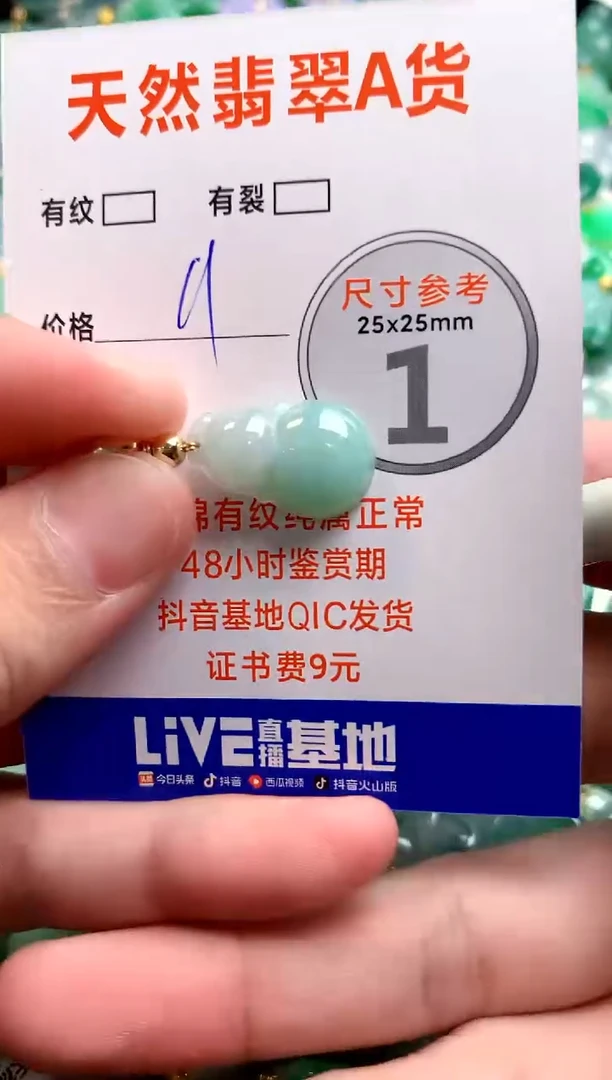 天然翡翠A货
有纹 有裂
价格 9
尺寸参考
25x25mm
1
棉有纹纯属正常
48小时鉴赏期
抖音基地QIC发货
证书费9元
LiVE直播基地
头条 今日头条 抖音 西瓜视频 抖音火山版